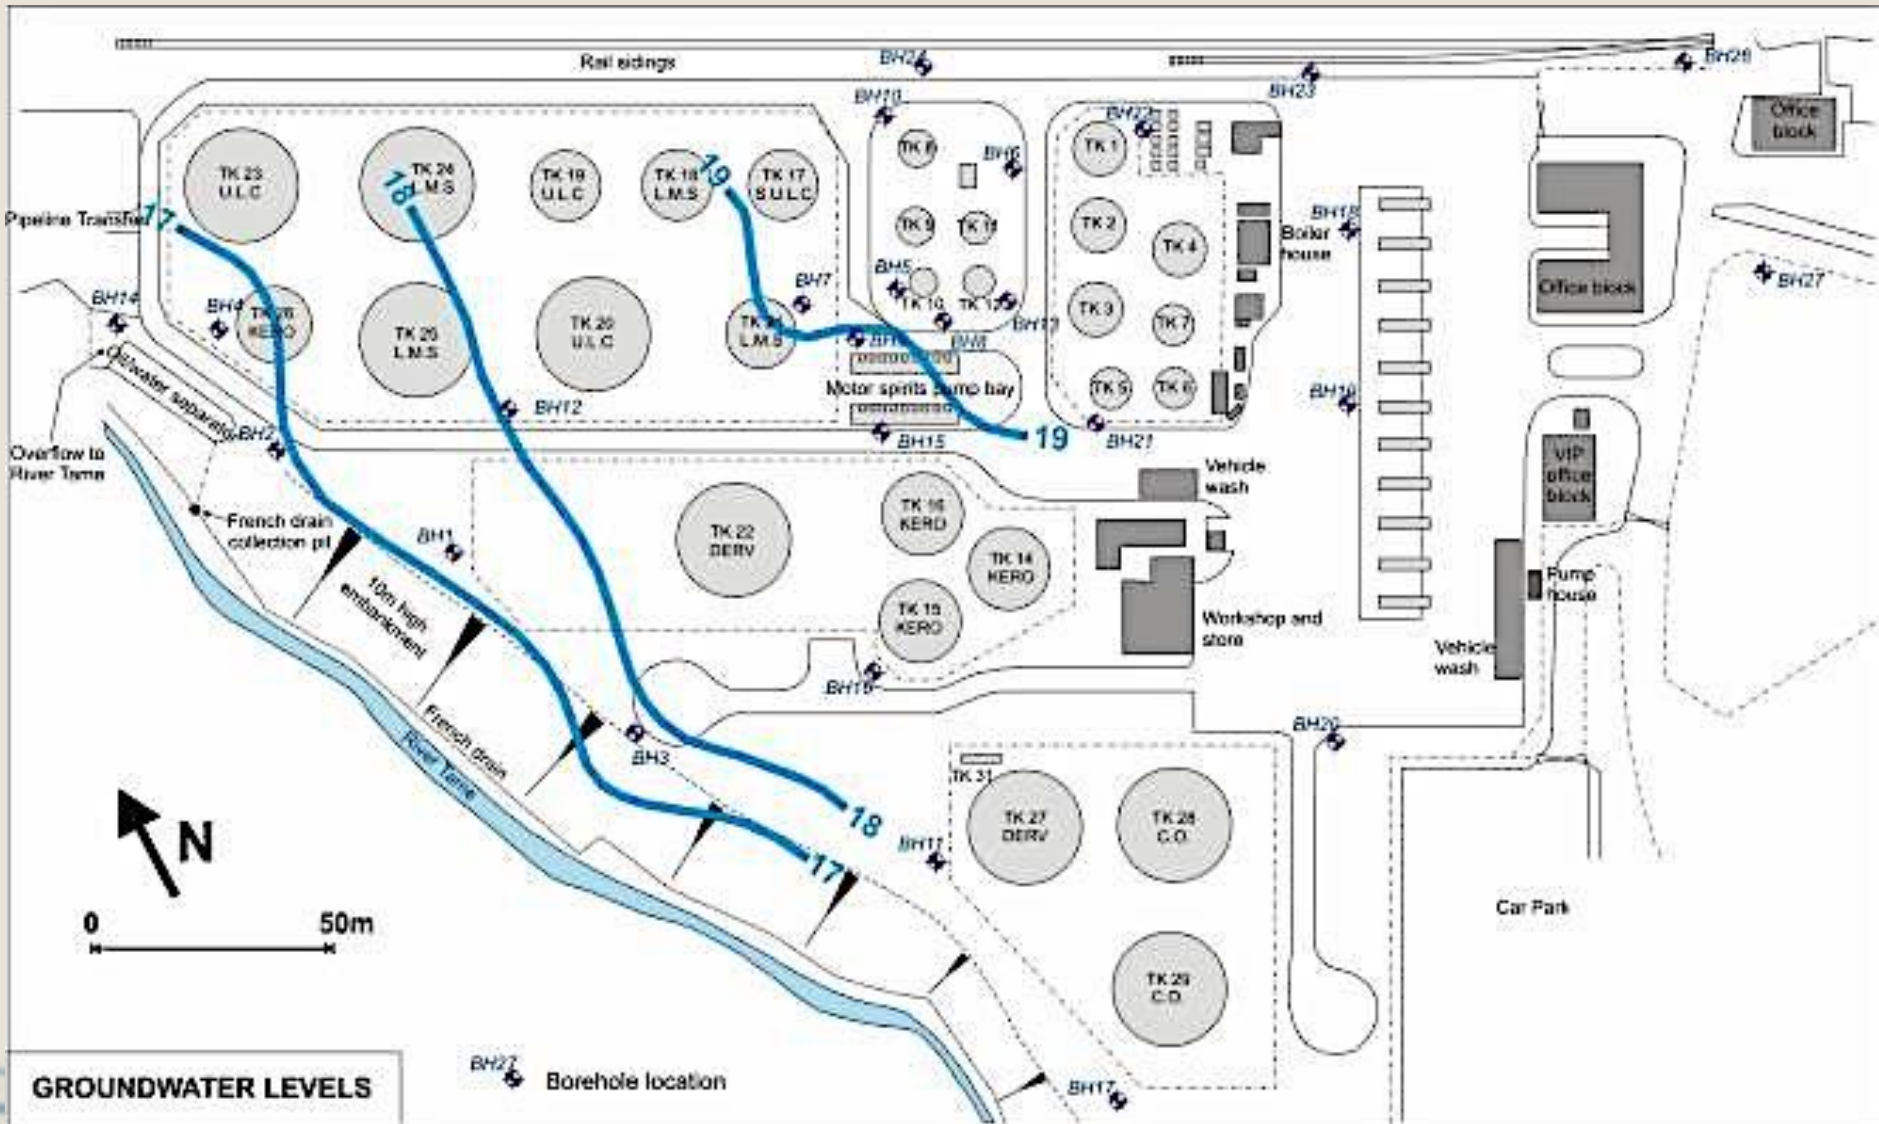 Rail sidings
BH24
BH26
BH23
BH10
BH22
Office
block
TK 8
TK 1
BH6
TK 23
U.L.C
TK 24
L.M.S
TK 19
U.L.C
TK 18
L.M.S
TK 17
S.U.L.C
19
18
17
Pipeline Transfer
TK 9
TK 11
TK 2
TK 4
BH18
Boiler
house
BH5
BH7
TK 10
TK 12
BH13
TK 3
TK 7
Office block
BH27
BH14
BH4
KERO
L.M.S
TK 20
U.L.C
L.M.S
BH8
Motor spirits pump bay
TK 5
TK 6
BH19
Oil/water separator
BH2
BH12
BH15
19
BH21
Overflow to
River Tame
Vehicle
wash
VIP
office
block
French drain
collection pit
BH1
TK 22
DERV
TK 16
KERO
TK 14
KERO
TK 15
KERO
10m high
embankment
Pump
house
Workshop and
store
Vehicle
wash
BH16
French drain
River Tame
BH3
BH20
TK 31
TK 27
DERV
TK 28
C.O.
18
17
BH11
N
0 50m
Car Park
TK 29
C.O.
BH17
GROUNDWATER LEVELS
BH27
Borehole location